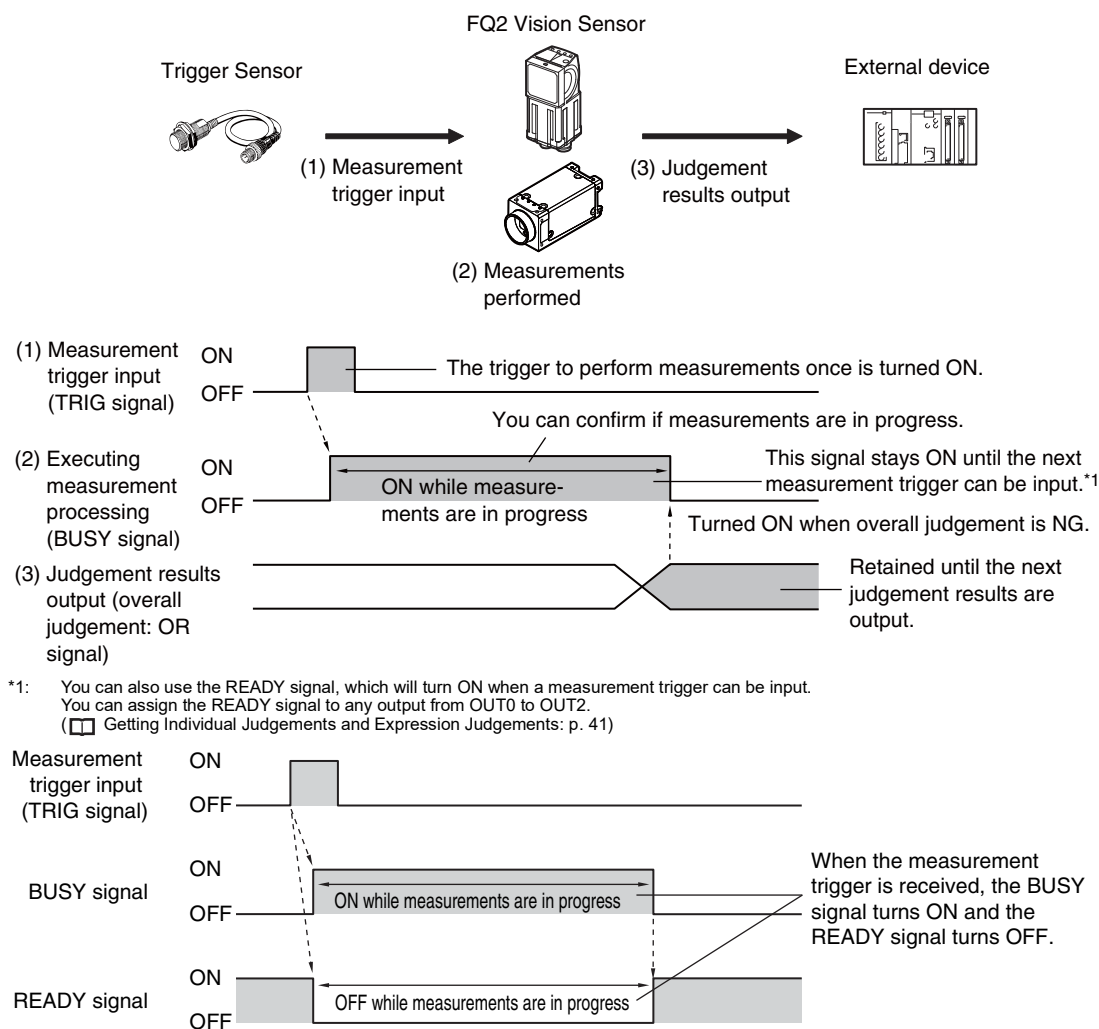 FQ2 Vision Sensor
Trigger Sensor
External device
(1) Measurement
trigger input
(3) Judgement
results output
(2) Measurements
performed
(1) Measurement
trigger input
(TRIG signal)
ON
OFF
The trigger to perform measurements once is turned ON.
You can confirm if measurements are in progress.
(2) Executing
measurement
processing
(BUSY signal)
ON
OFF
ON while measure-
ments are in progress
This signal stays ON until the next
measurement trigger can be input.*1
Turned ON when overall judgement is NG.
(3) Judgement results
output (overall
judgement: OR
signal)
Retained until the next
judgement results are
output.
*1: You can also use the READY signal, which will turn ON when a measurement trigger can be input.
You can assign the READY signal to any output from OUT0 to OUT2.
( Getting Individual Judgements and Expression Judgements: p. 41)
Measurement
trigger input
(TRIG signal)
ON
OFF
BUSY signal
ON
OFF
ON while measurements are in progress
When the measurement
trigger is received, the BUSY
signal turns ON and the
READY signal turns OFF.
READY signal
ON
OFF
OFF while measurements are in progress